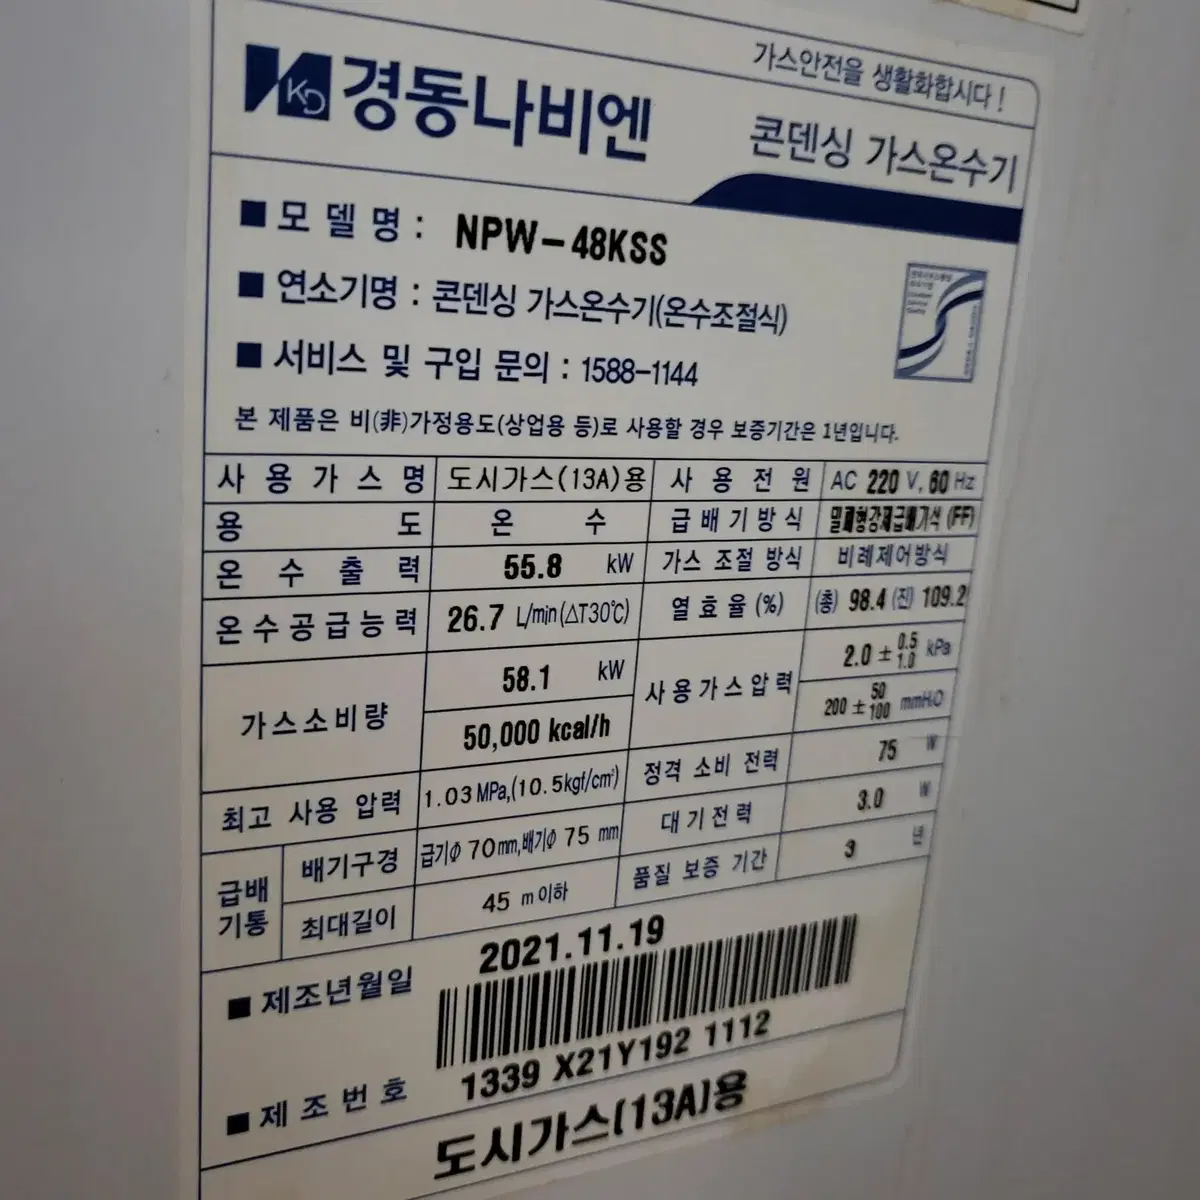 가스안전을 생활화합시다!
KD 경동나비엔
콘덴싱 가스온수기
■ 모델명 : NPW-48KSS
■ 연소기명 : 콘덴싱 가스온수기(온수조절식)
■ 서비스 및 구입 문의 : 1588-1144
본 제품은 비(非)가정용도(상업용 등)로 사용할 경우 보증기간은 1년입니다.
사용가스명 도시가스(13A)용 사용전원 AC 220 V, 60 Hz
용도 온수 급배기방식 밀폐형강제급배기식 (FF)
온수출력 55.8 kW 가스 조절 방식 비례제어방식
온수공급능력 26.7 L/min(△T30℃) 열효율(%) (총) 98.4 (진) 109.2
가스소비량 58.1 kW 사용가스압력 2.0 ± 0.5 1.0 kPa
50,000 kcal/h 200 ± 50 100 mmH₂O
최고 사용 압력 1.03 MPa,(10.5kgf/cm²) 정격 소비 전력 75 W
급배기통 배기구경 급기Φ 70mm,배기Φ 75 mm 대기전력 3.0 W
최대길이 45 m 이하 품질 보증 기간 3 년
■ 제조년월일 2021.11.19
■ 제조번호 1339 X21Y192 1112
도시가스(13A)용